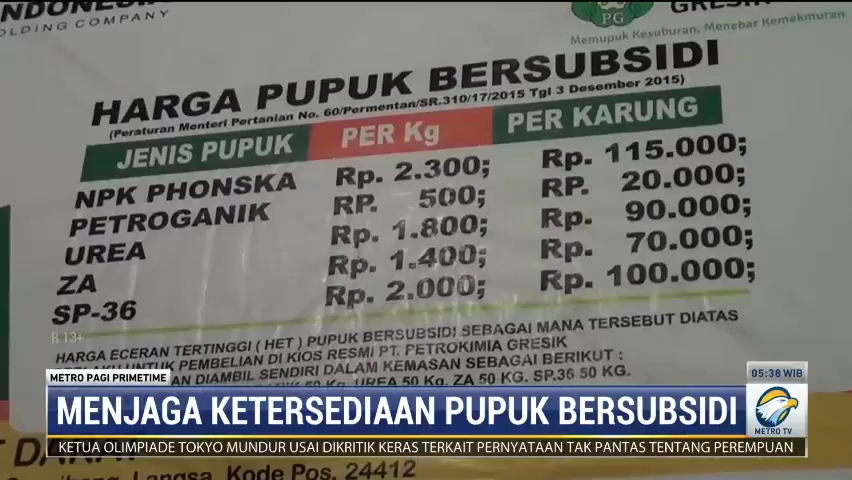 HOLDING COMPANY
PG
Memupuk Kesuburan, Menebar Kemakmuran
HARGA PUPUK BERSUBSIDI
(Peraturan Menteri Pertanian No. 60/Permentan/SR.310/17/2015 Tgl 3 Desember 2015)
JENIS PUPUK PER Kg PER KARUNG
NPK PHONSKA Rp. 2.300; Rp. 115.000;
PETROGANIK RP. 500; RP. 20.000;
UREA Rp. 1.800; Rp. 90.000;
ZA Rp. 1.400; Rp. 70.000;
SP-36 Rp. 2.000; Rp. 100.000;
R 13+
HARGA ECERAN TERTINGGI ( HET ) PUPUK BERSUBSIDI SEBAGAI MANA TERSEBUT DIATAS
UNTUK PEMBELIAN DI KIOS RESMI PT. PETROKIMIA GRESIK
DIAMBIL SENDIRI DALAM KEMASAN SEBAGAI BERIKUT :
UREA 50 Kg. ZA 50 KG. SP.36 50 KG.
METRO PAGI PRIMETIME
05:38 WIB
MENJAGA KETERSEDIAAN PUPUK BERSUBSIDI
METRO TV
KETUA OLIMPIADE TOKYO MUNDUR USAI DIKRITIK KERAS TERKAIT PERNYATAAN TAK PANTAS TENTANG PEREMPUAN
Langsa, Kode Pos. 24412